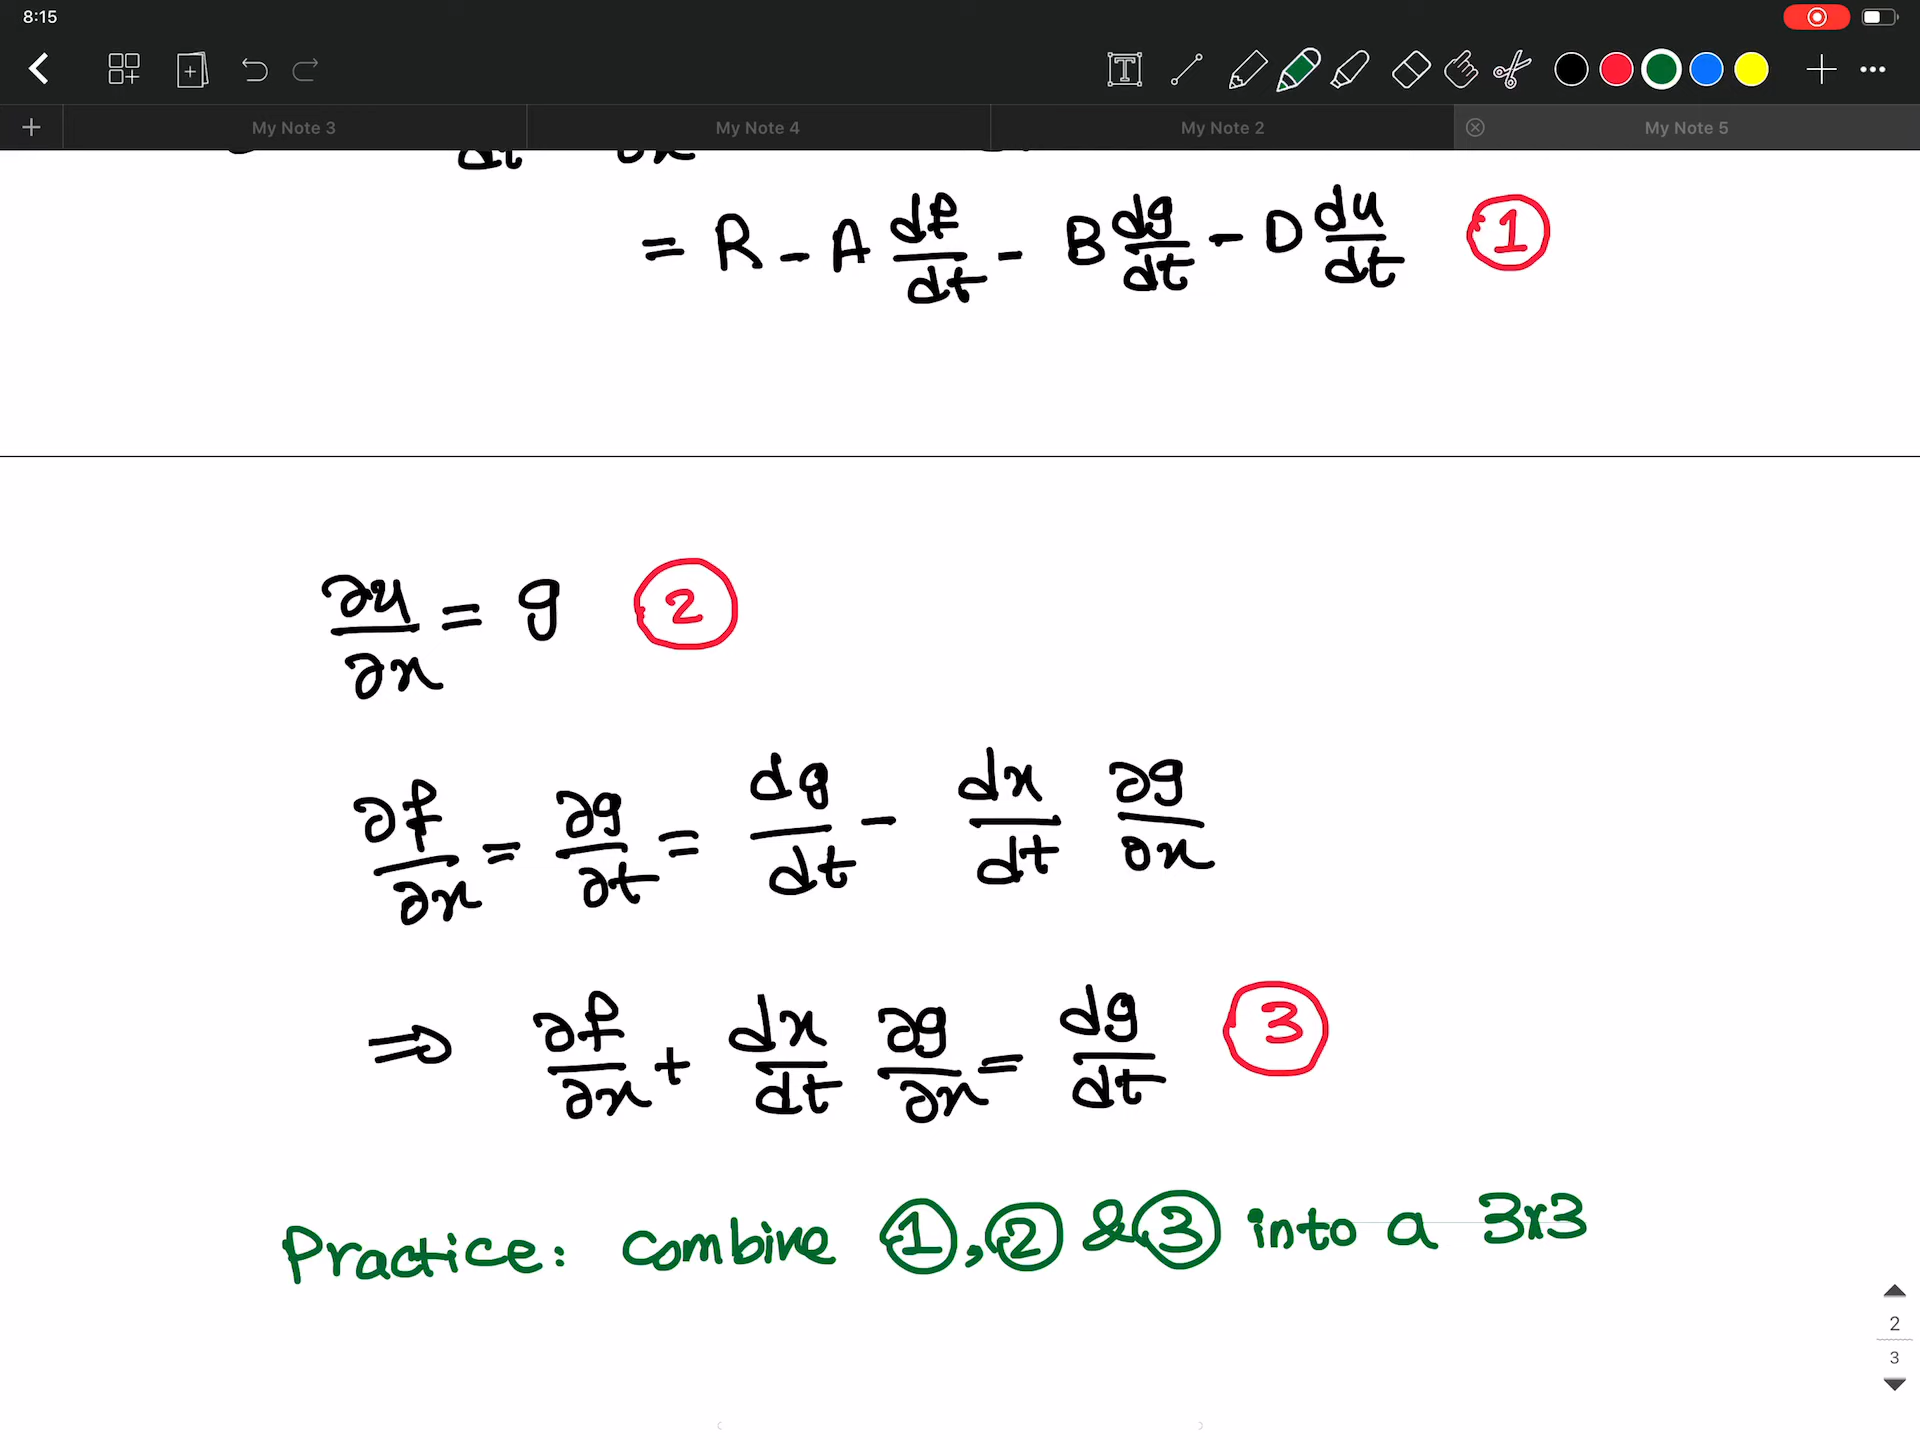 8:15
My Note 3 My Note 4 My Note 2 My Note 5
= R - A df/dt - B dg/dt - D du/dt ①
∂u/∂x = g ②
∂f/∂x = ∂g/∂t = dg/dt - dx/dt ∂g/∂x
⇒ ∂f/∂x + dx/dt ∂g/∂x = dg/dt ③
Practice: combine ①, ② & ③ into a 3x3
2
3